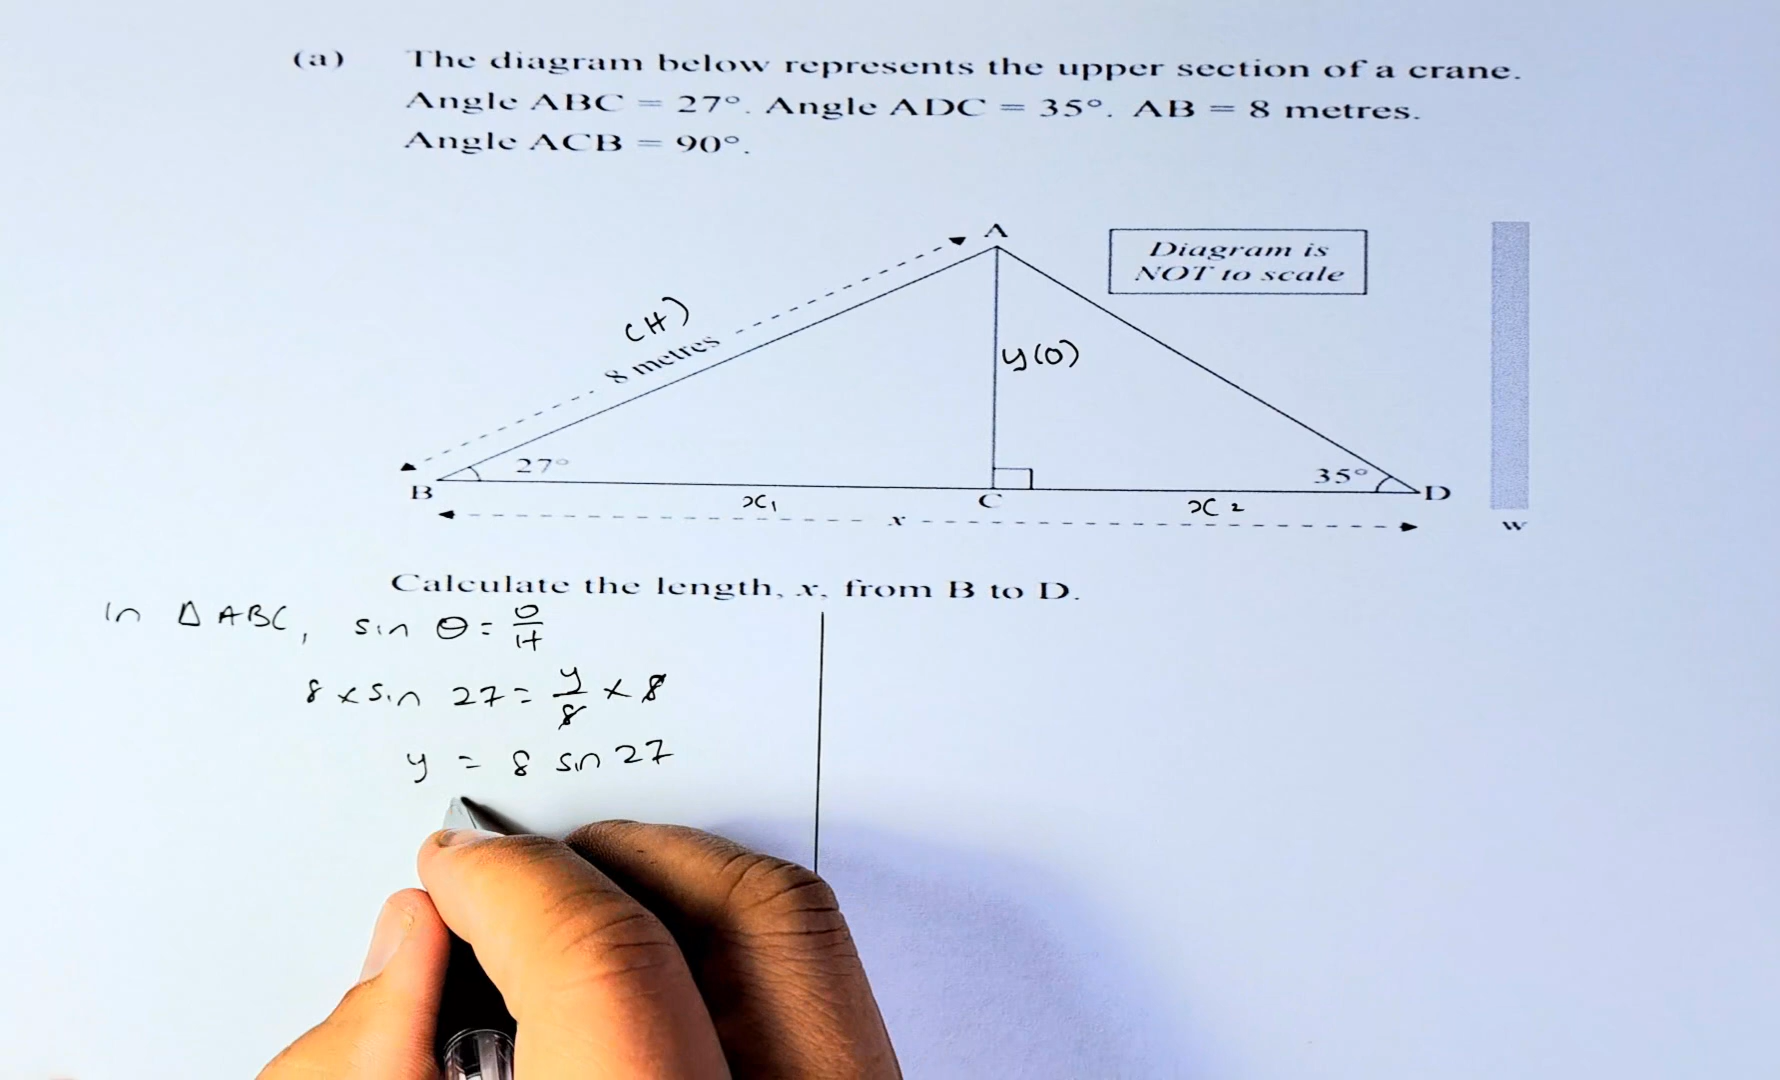 (a) The diagram below represents the upper section of a crane.
Angle ABC = 27°. Angle ADC = 35°. AB = 8 metres.
Angle ACB = 90°.
A
Diagram is
NOT to scale
(H)
8 metres
y(O)
27°
35°
B
x₁
C
x₂
D
x
W
Calculate the length, x, from B to D.
In Δ ABC, sin θ = O/H
8 × sin 27 = y/8 × 8
y = 8 sin 27